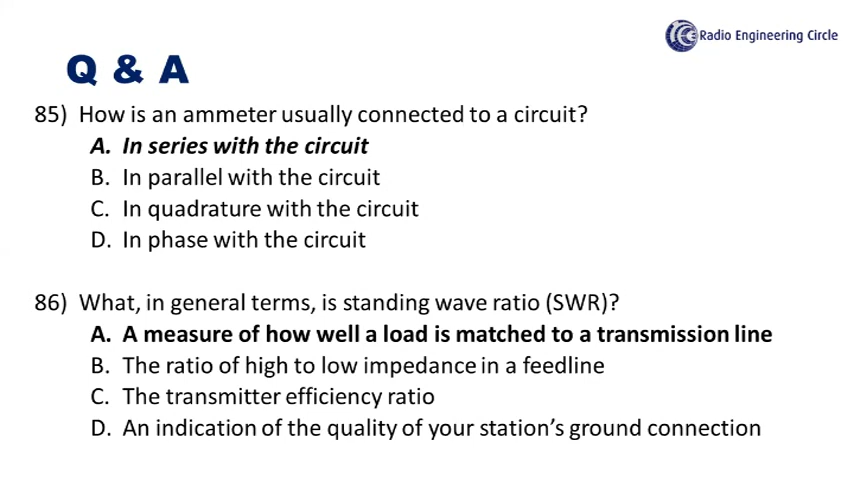 Radio Engineering Circle
Q & A
85) How is an ammeter usually connected to a circuit?
A. In series with the circuit
B. In parallel with the circuit
C. In quadrature with the circuit
D. In phase with the circuit
86) What, in general terms, is standing wave ratio (SWR)?
A. A measure of how well a load is matched to a transmission line
B. The ratio of high to low impedance in a feedline
C. The transmitter efficiency ratio
D. An indication of the quality of your station's ground connection